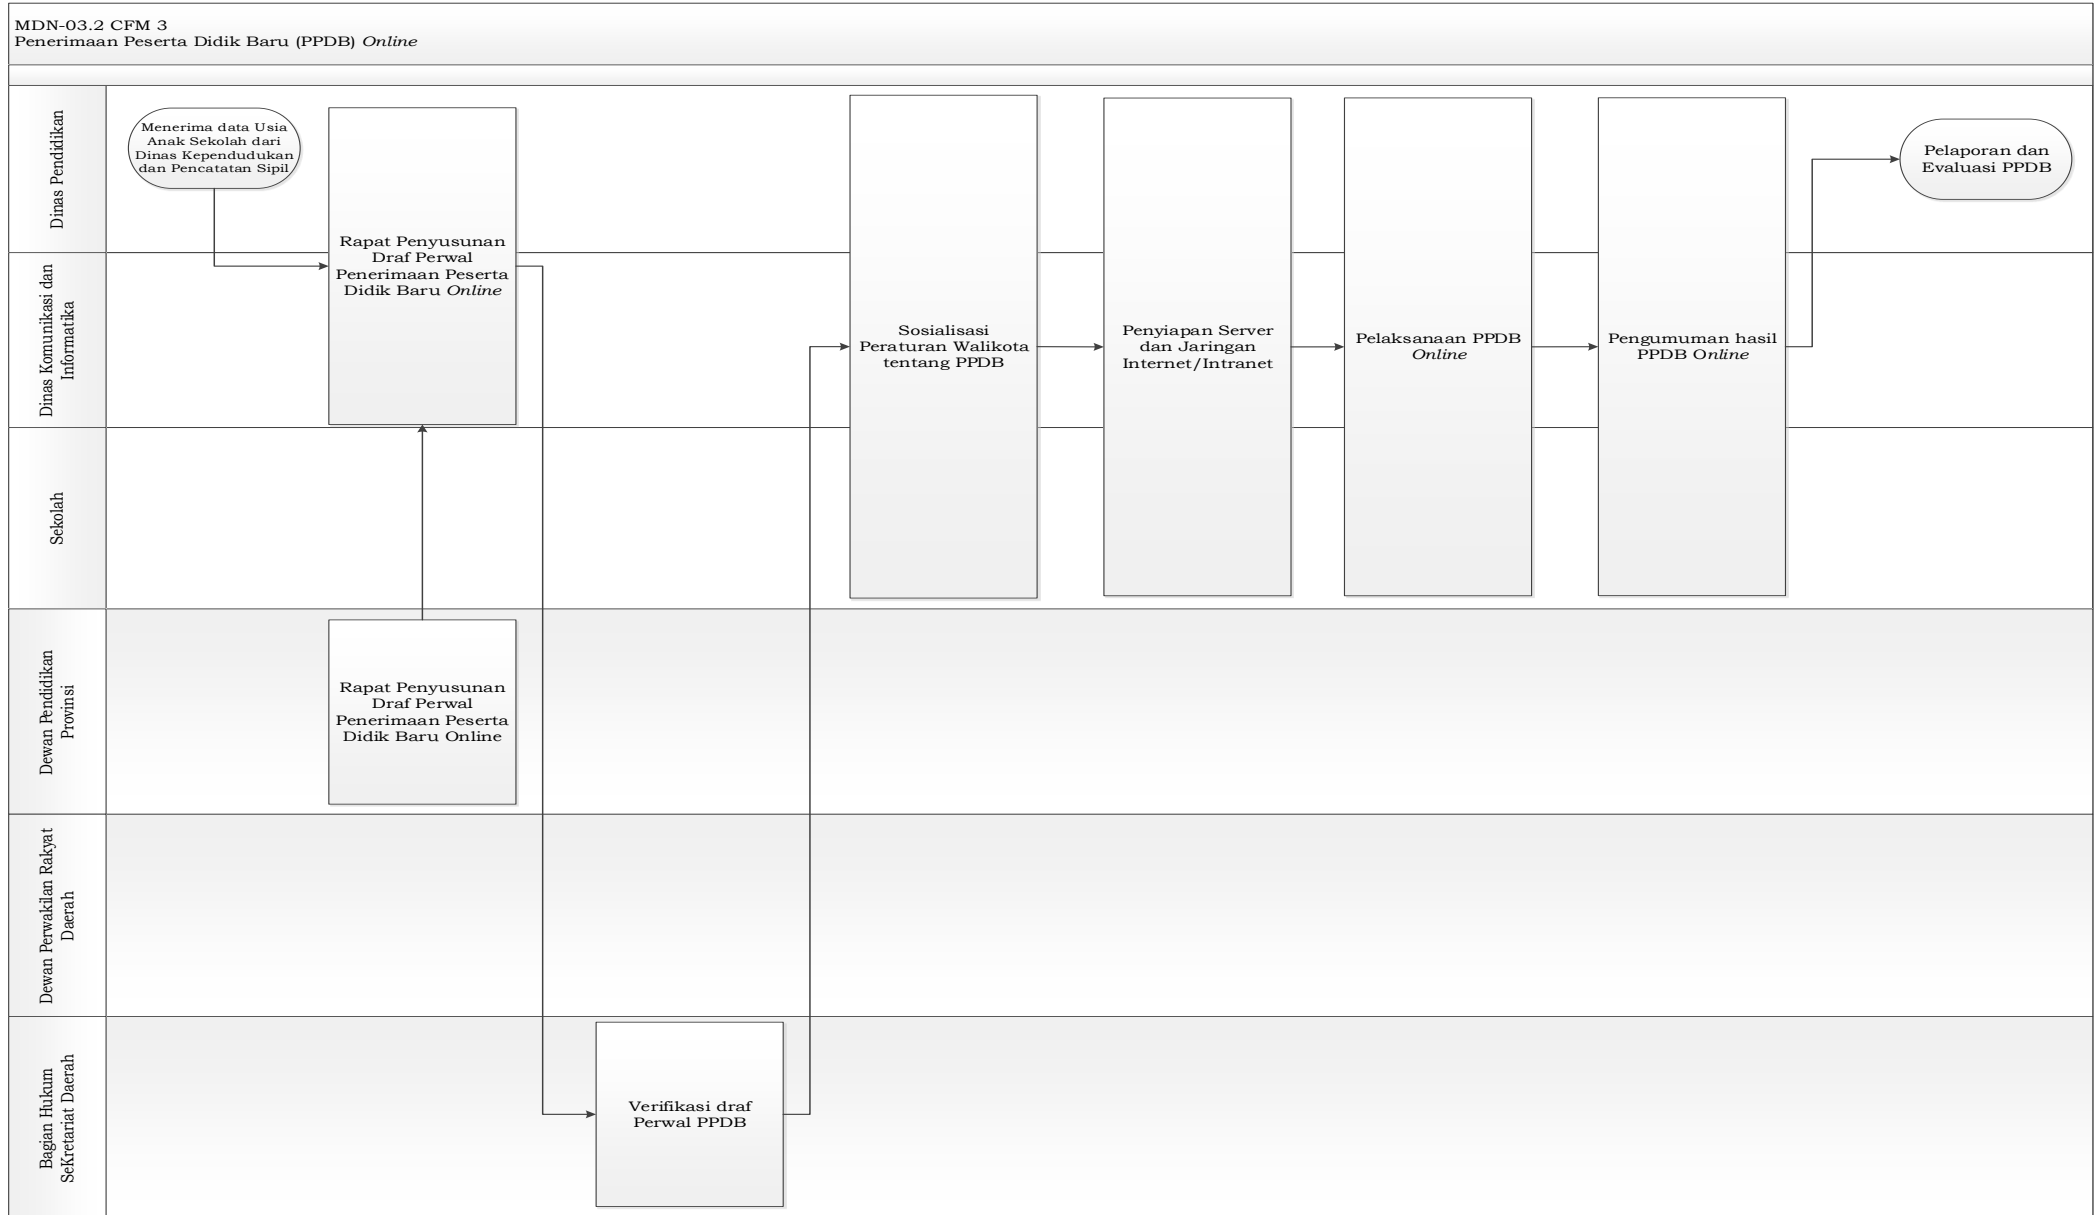 MDN-03.2 CFM 3
Penerimaan Peserta Didik Baru (PPDB) Online
Dinas Pendidikan
Menerima data Usia
Anak Sekolah dari
Dinas Kependudukan
dan Pencatatan Sipil
Rapat Penyusunan
Draf Perwal
Penerimaan Peserta
Didik Baru Online
Sosialisasi
Peraturan Walikota
tentang PPDB
Penyiapan Server
dan Jaringan
Internet/Intranet
Pelaksanaan PPDB
Online
Pengumuman hasil
PPDB Online
Pelaporan dan
Evaluasi PPDB
Dinas Komunikasi dan
Informatika
Sekolah
Dewan Pendidikan
Provinsi
Rapat Penyusunan
Draf Perwal
Penerimaan Peserta
Didik Baru Online
Dewan Perwakilan Rakyat
Daerah
Bagian Hukum
SeKretariat Daerah
Verifikasi draf
Perwal PPDB